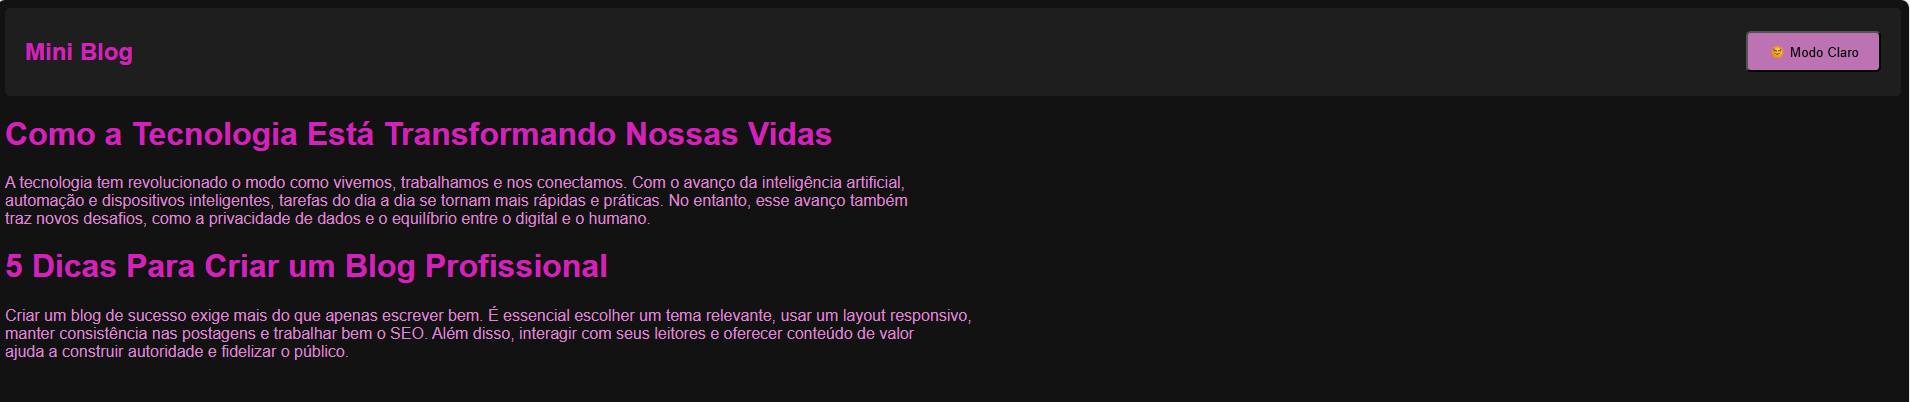 Mini Blog
🌞 Modo Claro
Como a Tecnologia Está Transformando Nossas Vidas
A tecnologia tem revolucionado o modo como vivemos, trabalhamos e nos conectamos. Com o avanço da inteligência artificial,
automação e dispositivos inteligentes, tarefas do dia a dia se tornam mais rápidas e práticas. No entanto, esse avanço também
traz novos desafios, como a privacidade de dados e o equilíbrio entre o digital e o humano.
5 Dicas Para Criar um Blog Profissional
Criar um blog de sucesso exige mais do que apenas escrever bem. É essencial escolher um tema relevante, usar um layout responsivo,
manter consistência nas postagens e trabalhar bem o SEO. Além disso, interagir com seus leitores e oferecer conteúdo de valor
ajuda a construir autoridade e fidelizar o público.